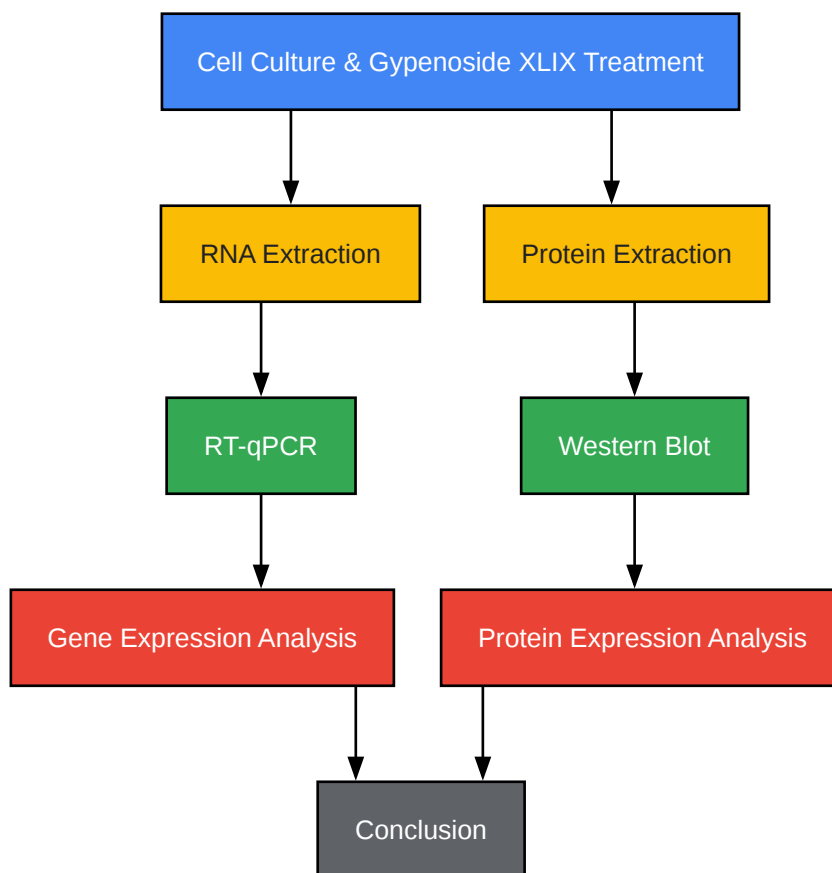 Cell Culture & Gypenoside XLIX Treatment
RNA Extraction
Protein Extraction
RT-qPCR
Western Blot
Gene Expression Analysis
Protein Expression Analysis
Conclusion